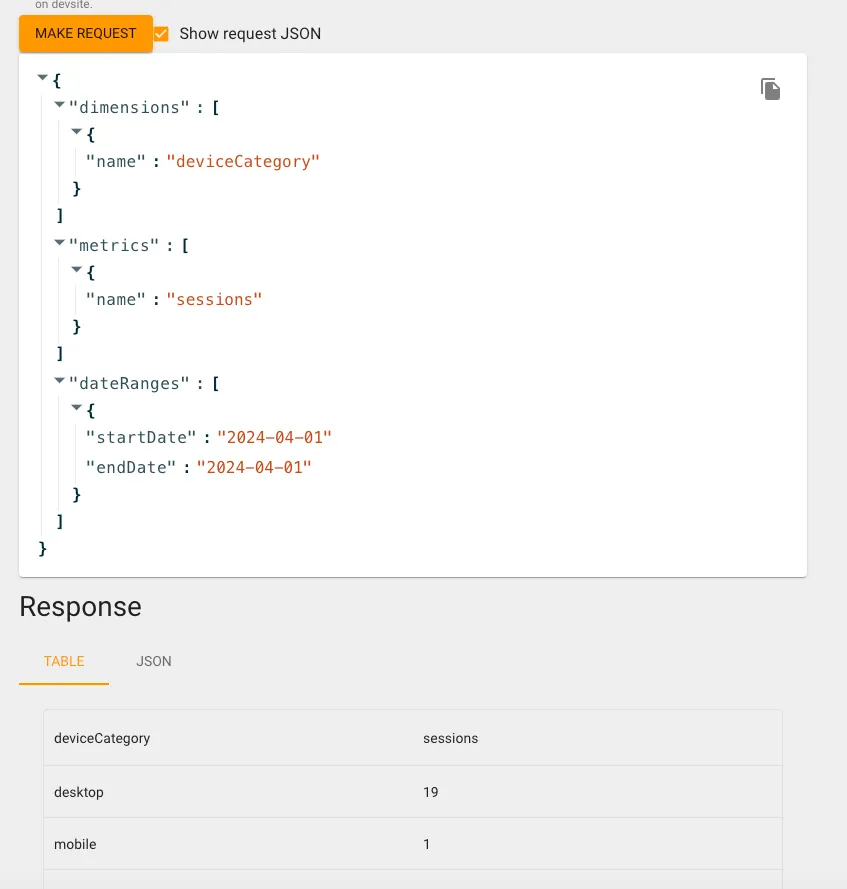 on devsite.
MAKE REQUEST Show request JSON
{
"dimensions" : [
{
"name" : "deviceCategory"
}
]
"metrics" : [
{
"name" : "sessions"
}
]
"dateRanges" : [
{
"startDate" : "2024-04-01"
"endDate" : "2024-04-01"
}
]
}
Response
TABLE JSON
deviceCategory sessions
desktop 19
mobile 1